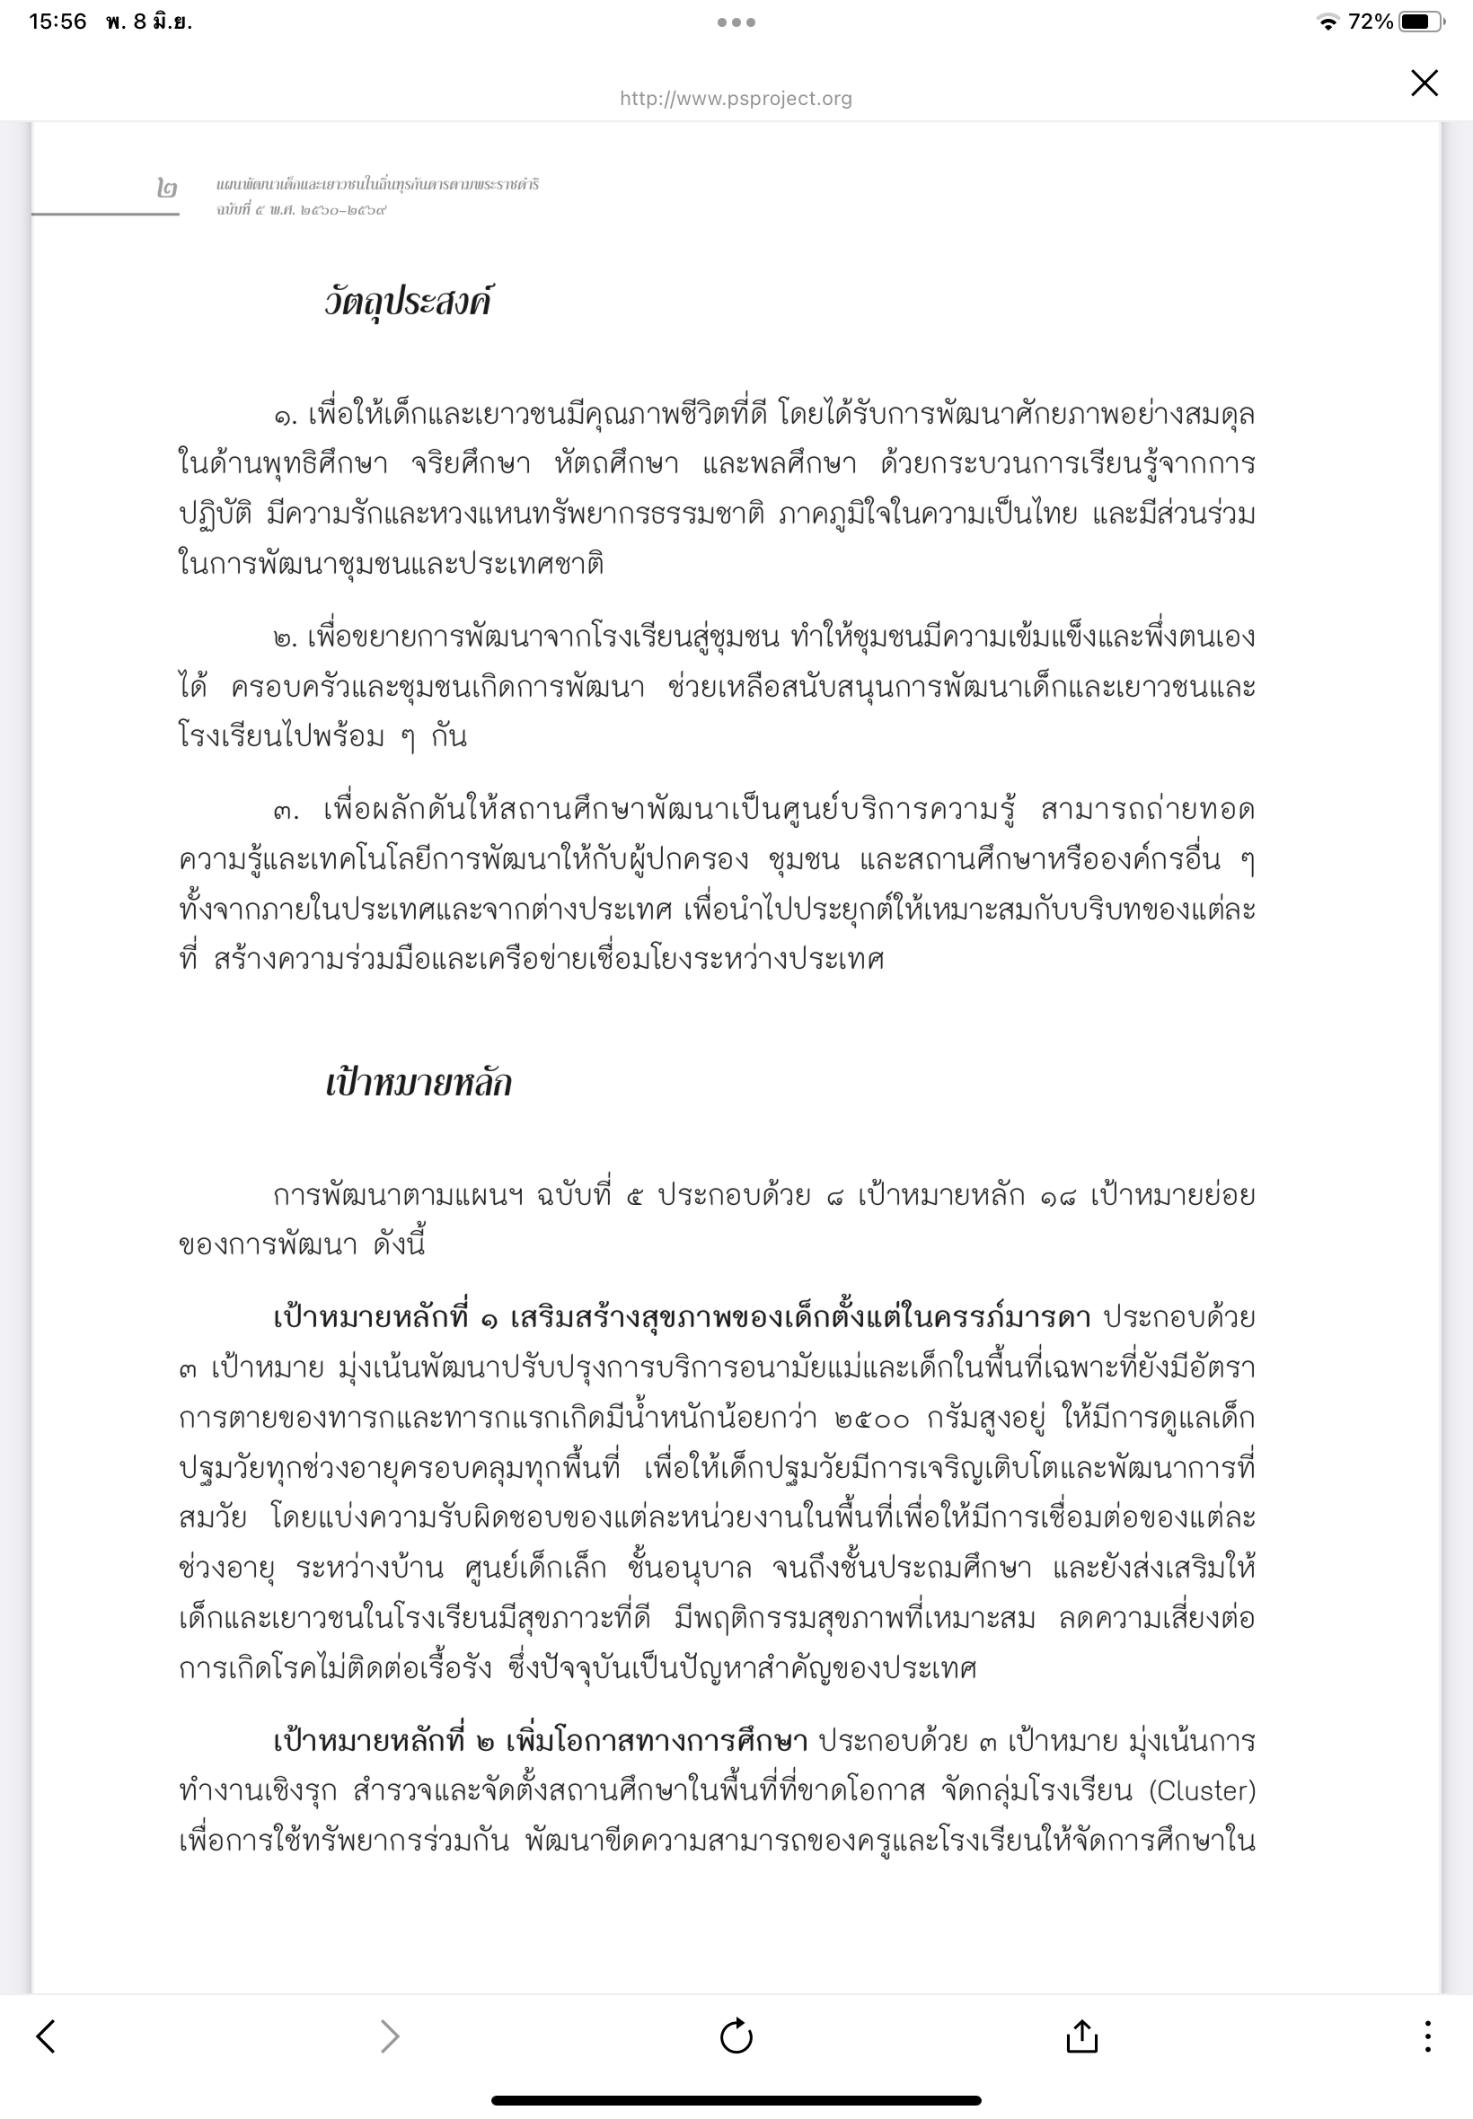 15:56 พ. 8 มิ.ย.
72%
http://www.psproject.org
๒
แผนพัฒนาเด็กและเยาวชนในถิ่นทุรกันดารตามพระราชดำริ
ฉบับที่ ๕ พ.ศ. ๒๕๖๐-๒๕๖๙
วัตถุประสงค์
๑. เพื่อให้เด็กและเยาวชนมีคุณภาพชีวิตที่ดี โดยได้รับการพัฒนาศักยภาพอย่างสมดุล
ในด้านพุทธิศึกษา จริยศึกษา หัตถศึกษา และพลศึกษา ด้วยกระบวนการเรียนรู้จากการ
ปฏิบัติ มีความรักและหวงแหนทรัพยากรธรรมชาติ ภาคภูมิใจในความเป็นไทย และมีส่วนร่วม
ในการพัฒนาชุมชนและประเทศชาติ
๒. เพื่อขยายการพัฒนาจากโรงเรียนสู่ชุมชน ทำให้ชุมชนมีความเข้มแข็งและพึ่งตนเอง
ได้ ครอบครัวและชุมชนเกิดการพัฒนา ช่วยเหลือสนับสนุนการพัฒนาเด็กและเยาวชนและ
โรงเรียนไปพร้อม ๆ กัน
๓. เพื่อผลักดันให้สถานศึกษาพัฒนาเป็นศูนย์บริการความรู้ สามารถถ่ายทอด
ความรู้และเทคโนโลยีการพัฒนาให้กับผู้ปกครอง ชุมชน และสถานศึกษาหรือองค์กรอื่น ๆ
ทั้งจากภายในประเทศและจากต่างประเทศ เพื่อนำไปประยุกต์ให้เหมาะสมกับบริบทของแต่ละ
ที่ สร้างความร่วมมือและเครือข่ายเชื่อมโยงระหว่างประเทศ
เป้าหมายหลัก
การพัฒนาตามแผนฯ ฉบับที่ ๕ ประกอบด้วย ๘ เป้าหมายหลัก ๑๘ เป้าหมายย่อย
ของการพัฒนา ดังนี้
เป้าหมายหลักที่ ๑ เสริมสร้างสุขภาพของเด็กตั้งแต่ในครรภ์มารดา ประกอบด้วย
๓ เป้าหมาย มุ่งเน้นพัฒนาปรับปรุงการบริการอนามัยแม่และเด็กในพื้นที่เฉพาะที่ยังมีอัตรา
การตายของทารกและทารกแรกเกิดมีน้ำหนักน้อยกว่า ๒๕๐๐ กรัมสูงอยู่ ให้มีการดูแลเด็ก
ปฐมวัยทุกช่วงอายุครอบคลุมทุกพื้นที่ เพื่อให้เด็กปฐมวัยมีการเจริญเติบโตและพัฒนาการที่
สมวัย โดยแบ่งความรับผิดชอบของแต่ละหน่วยงานในพื้นที่เพื่อให้มีการเชื่อมต่อของแต่ละ
ช่วงอายุ ระหว่างบ้าน ศูนย์เด็กเล็ก ชั้นอนุบาล จนถึงชั้นประถมศึกษา และยังส่งเสริมให้
เด็กและเยาวชนในโรงเรียนมีสุขภาวะที่ดี มีพฤติกรรมสุขภาพที่เหมาะสม ลดความเสี่ยงต่อ
การเกิดโรคไม่ติดต่อเรื้อรัง ซึ่งปัจจุบันเป็นปัญหาสำคัญของประเทศ
เป้าหมายหลักที่ ๒ เพิ่มโอกาสทางการศึกษา ประกอบด้วย ๓ เป้าหมาย มุ่งเน้นการ
ทำงานเชิงรุก สำรวจและจัดตั้งสถานศึกษาในพื้นที่ที่ขาดโอกาส จัดกลุ่มโรงเรียน (Cluster)
เพื่อการใช้ทรัพยากรร่วมกัน พัฒนาขีดความสามารถของครูและโรงเรียนให้จัดการศึกษาใน